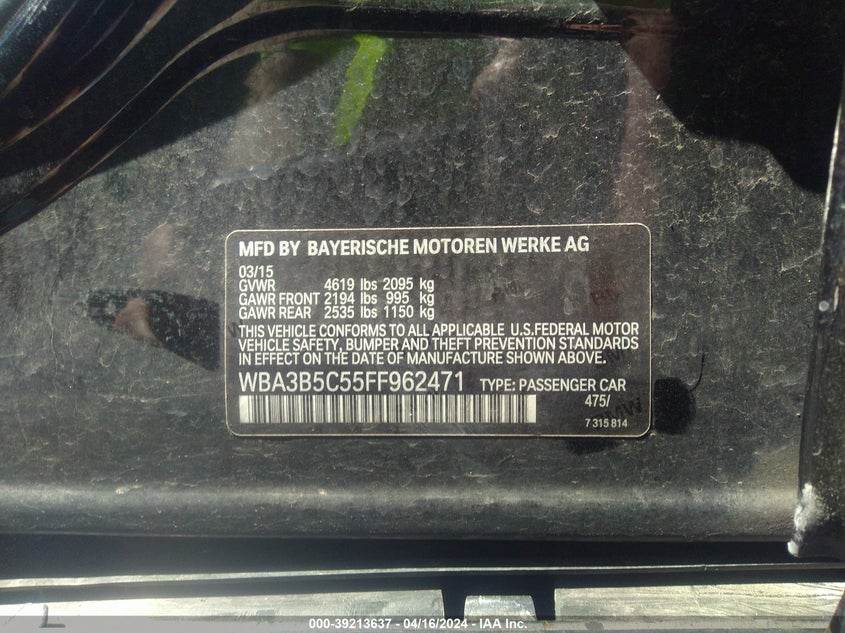 MFD BY BAYERISCHE MOTOREN WERKE AG
03/15
GVWR 4619 lbs 2095 kg
GAWR FRONT 2194 lbs 995 kg
GAWR REAR 2535 lbs 1150 kg
THIS VEHICLE CONFORMS TO ALL APPLICABLE U.S.FEDERAL MOTOR
VEHICLE SAFETY, BUMPER AND THEFT PREVENTION STANDARDS
IN EFFECT ON THE DATE OF MANUFACTURE SHOWN ABOVE.
WBA3B5C55FF962471 TYPE: PASSENGER CAR
475/
7 315 814
000-39213637 - 04/16/2024 - IAA Inc.